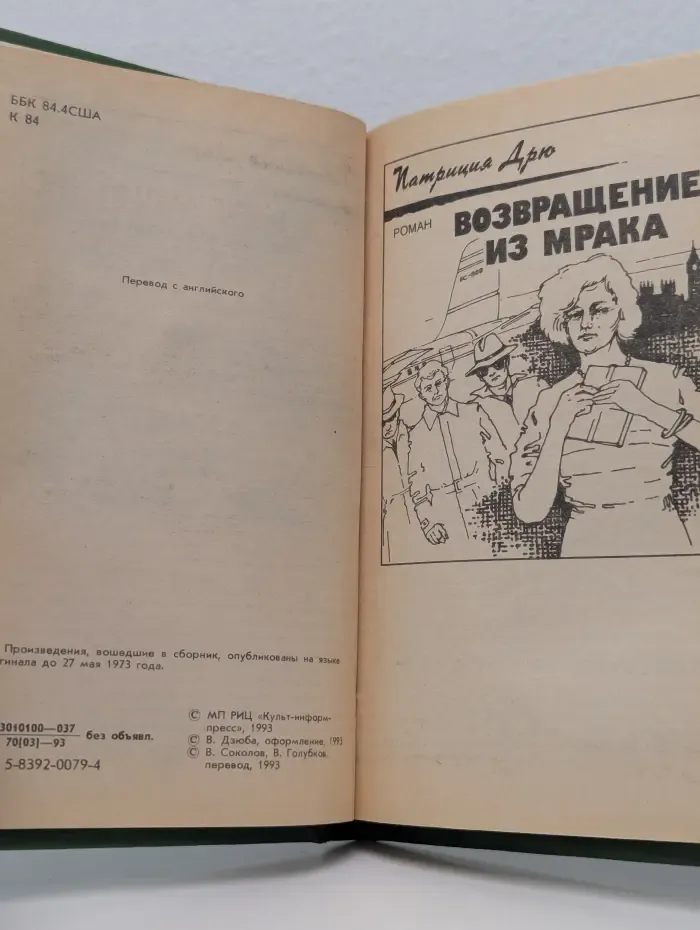 ББК 84.4США
К 84
Перевод с английского
Произведения, вошедшие в сборник, опубликованы на языке
гинала до 27 мая 1973 года.
3010100—037
70[03]—93
без объявл.
5-8392-0079-4
© МП РИЦ «Культ-информ-
пресс», 1993
© В. Дзюба, оформление, 1993
© В. Соколов, В. Голубков,
перевод, 1993
Патриция Дрю
РОМАН
ВОЗВРАЩЕНИЕ
ИЗ МРАКА